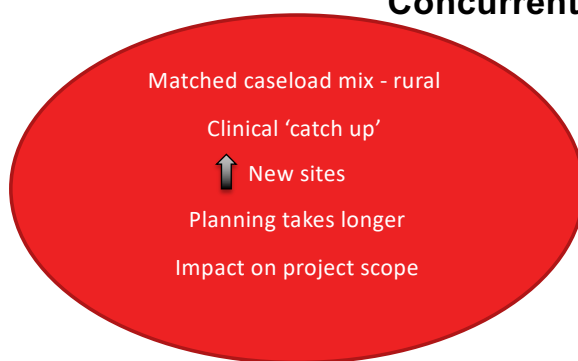 Concurrent
Matched caseload mix - rural
Clinical ‘catch up’
New sites
Planning takes longer
Impact on project scope